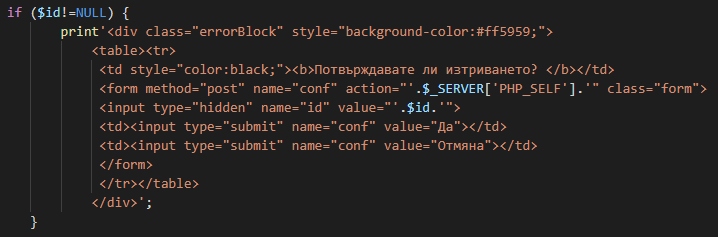 if ($id!=NULL) {
print'<div class="errorBlock" style="background-color:#ff5959;">
<table><tr>
<td style="color:black;"><b>Потвърждавате ли изтриването? </b></td>
<form method="post" name="conf" action="'.$_SERVER['PHP_SELF'].'" class="form">
<input type="hidden" name="id" value="'.$id.'">
<td><input type="submit" name="conf" value="Да"></td>
<td><input type="submit" name="conf" value="Отмяна"></td>
</form>
</tr></table>
</div>';
}